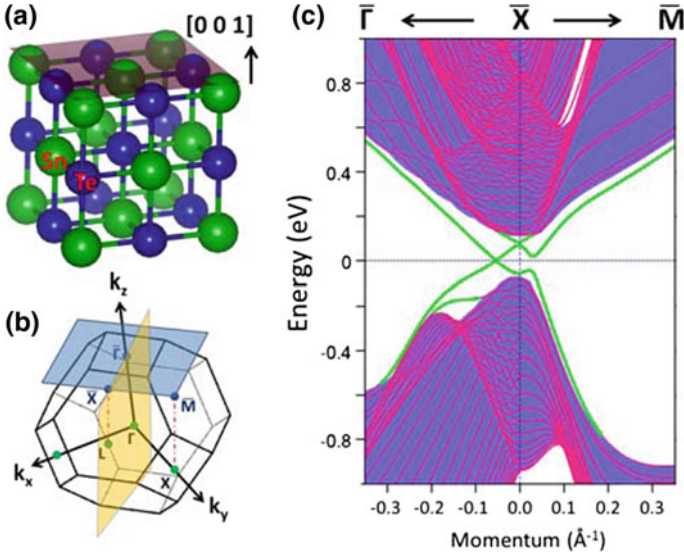 (a)
[0 0 1]
Sn
Te
(b)
k_z
Γ̄
X̄
M̄
Γ
L
X
k_x
k_y
(c)
Γ̄ ← X̄ → M̄
0.8
0.4
0
-0.4
-0.8
Energy (eV)
-0.3 -0.2 -0.1 0.0 0.1 0.2 0.3
Momentum (Å⁻¹)